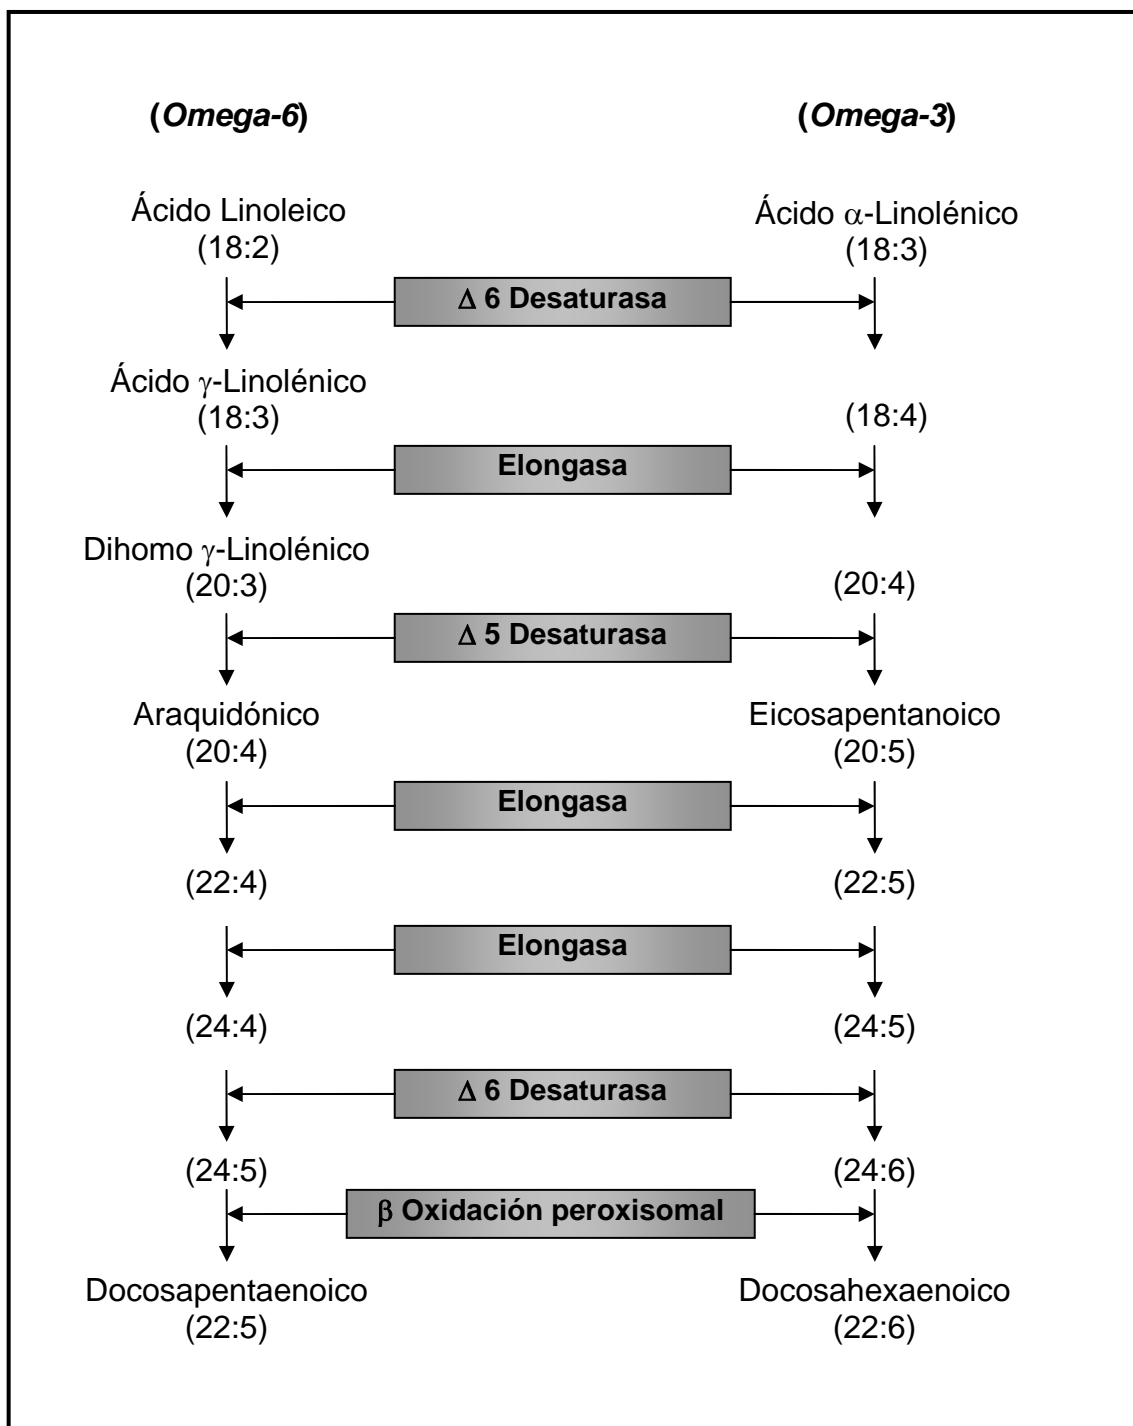 (Omega-6)
(Omega-3)
Ácido Linoleico
(18:2)
Ácido α-Linolénico
(18:3)
Δ 6 Desaturasa
Ácido γ-Linolénico
(18:3)
(18:4)
Elongasa
Dihomo γ-Linolénico
(20:3)
(20:4)
Δ 5 Desaturasa
Araquidónico
(20:4)
Eicosapentanoico
(20:5)
Elongasa
(22:4)
(22:5)
Elongasa
(24:4)
(24:5)
Δ 6 Desaturasa
(24:5)
(24:6)
β Oxidación peroxisomal
Docosapentaenoico
(22:5)
Docosahexaenoico
(22:6)